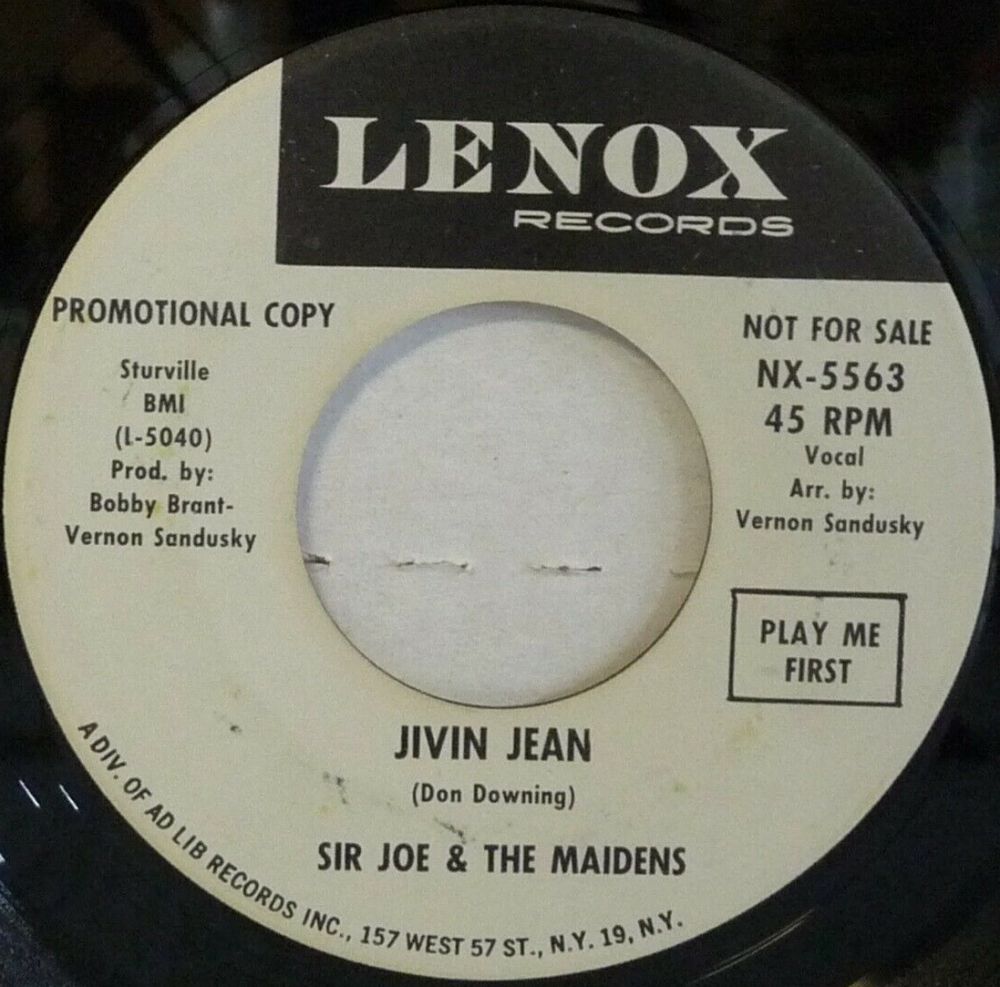 LENOX
RECORDS
PROMOTIONAL COPY
Sturville
BMI
(L-5040)
Prod. by:
Bobby Brant-
Vernon Sandusky
NOT FOR SALE
NX-5563
45 RPM
Vocal
Arr. by:
Vernon Sandusky
PLAY ME
FIRST
JIVIN JEAN
(Don Downing)
SIR JOE & THE MAIDENS
A DIV. OF AD LIB RECORDS INC., 157 WEST 57 ST., N.Y. 19, N.Y.